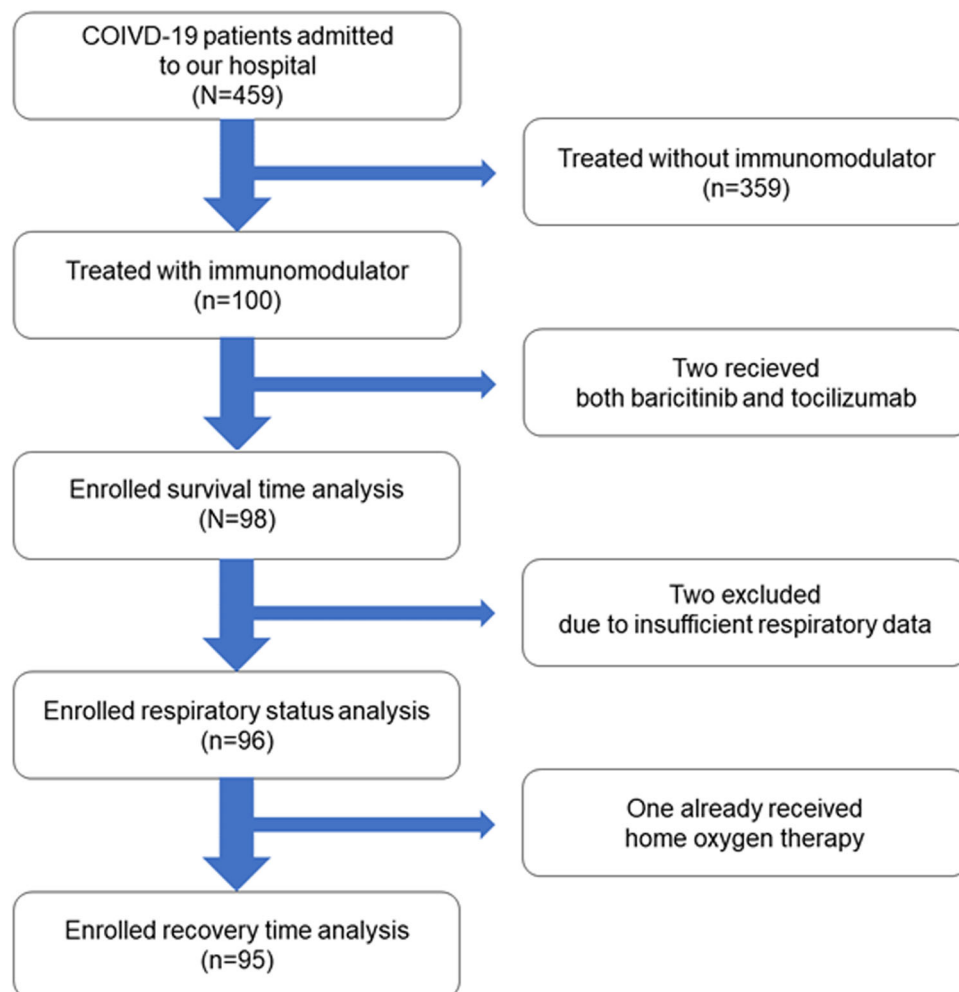 COIVD-19 patients admitted
to our hospital
(N=459)
Treated without immunomodulator
(n=359)
Treated with immunomodulator
(n=100)
Two recieved
both baricitinib and tocilizumab
Enrolled survival time analysis
(N=98)
Two excluded
due to insufficient respiratory data
Enrolled respiratory status analysis
(n=96)
One already received
home oxygen therapy
Enrolled recovery time analysis
(n=95)